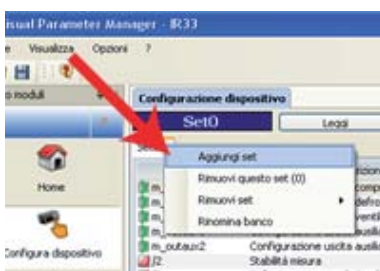 isual Parameter Manager - IR33
Visualizza Opzioni ?
o moduli
Configurazione dispositivo
Set0 Leggi
Home
Aggiungi set
Rimuovi questo set (0)
Rimuovi set
Rinomina banco
Configura dispositivo
m_outaux2 Configurazione uscita ausili
/2 Stabilità misura